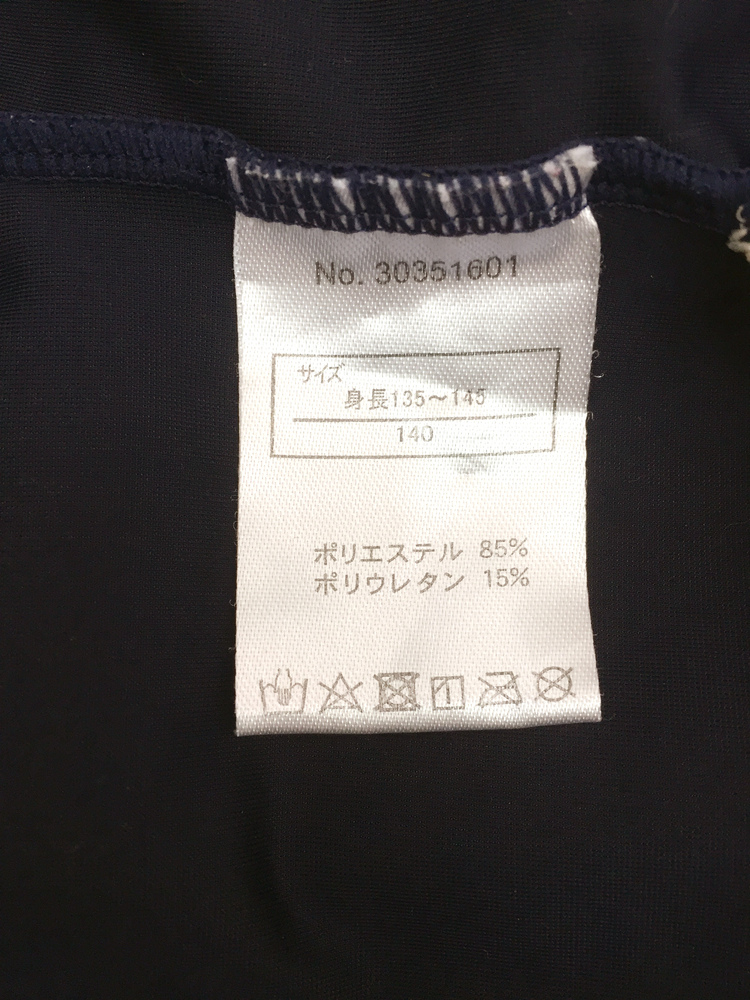 No. 30351601
サイズ
身長135～145
140
ポリエステル 85%
ポリウレタン 15%